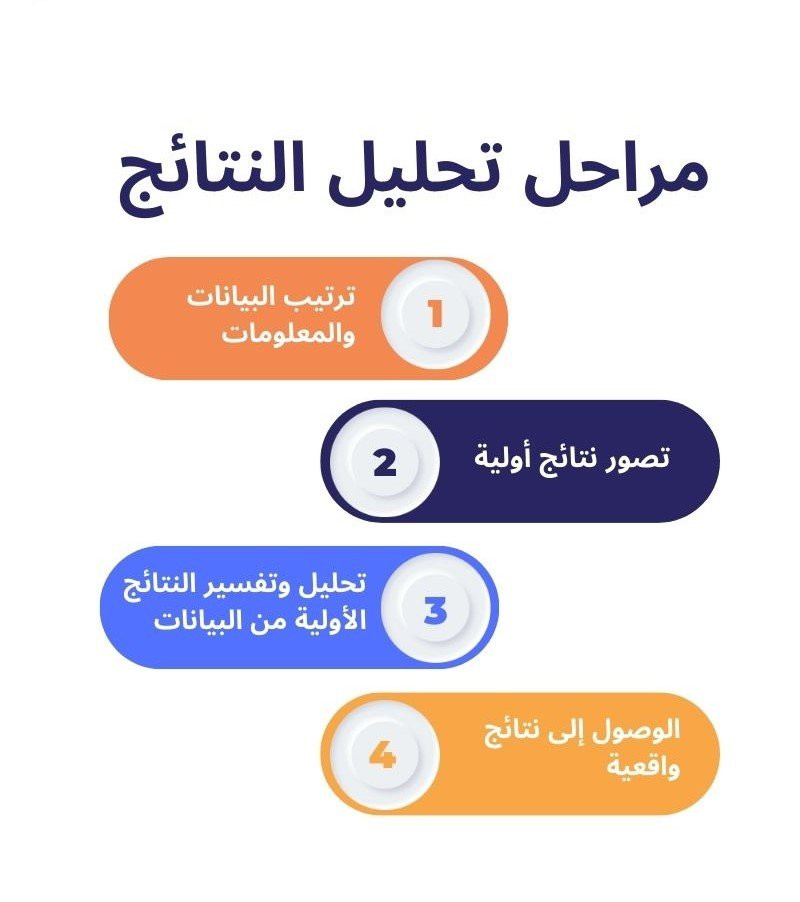 مراحل تحليل النتائج
1
ترتيب البيانات
والمعلومات
2
تصور نتائج أولية
3
تحليل وتفسير النتائج
الأولية من البيانات
4
الوصول إلى نتائج
واقعية